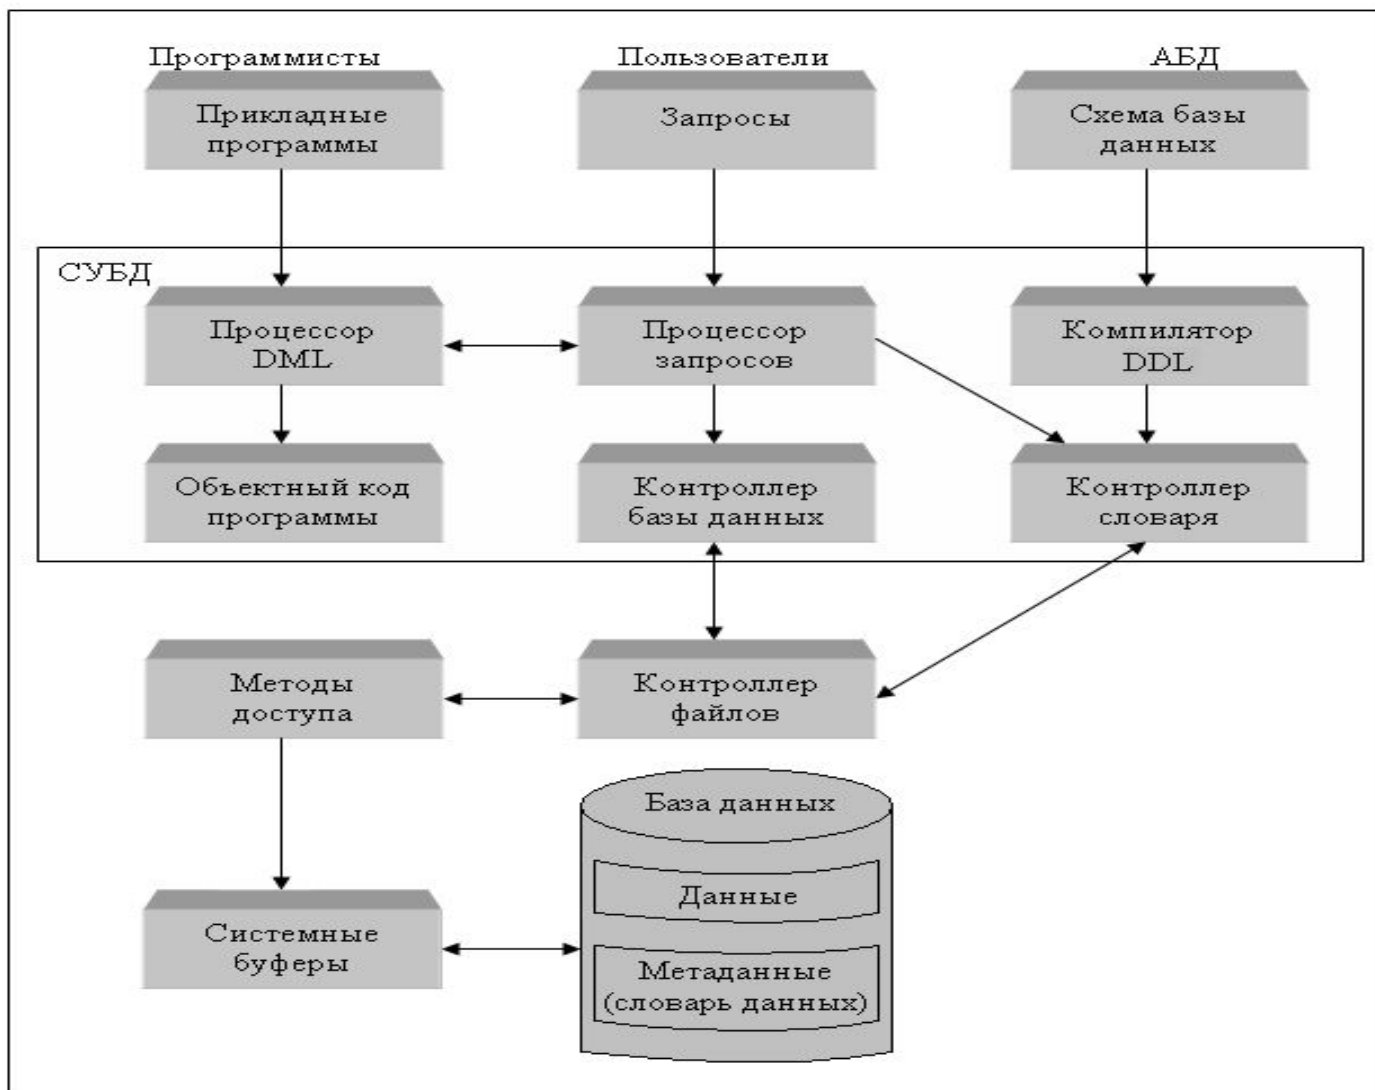 Программисты
Пользователи
АБД
Прикладные
программы
Запросы
Схема базы
данных
СУБД
Процессор
DML
Процессор
запросов
Компилятор
DDL
Объектный код
программы
Контроллер
базы данных
Контроллер
словаря
Методы
доступа
Контроллер
файлов
База данных
Данные
Системные
буферы
Метаданные
(словарь данных)